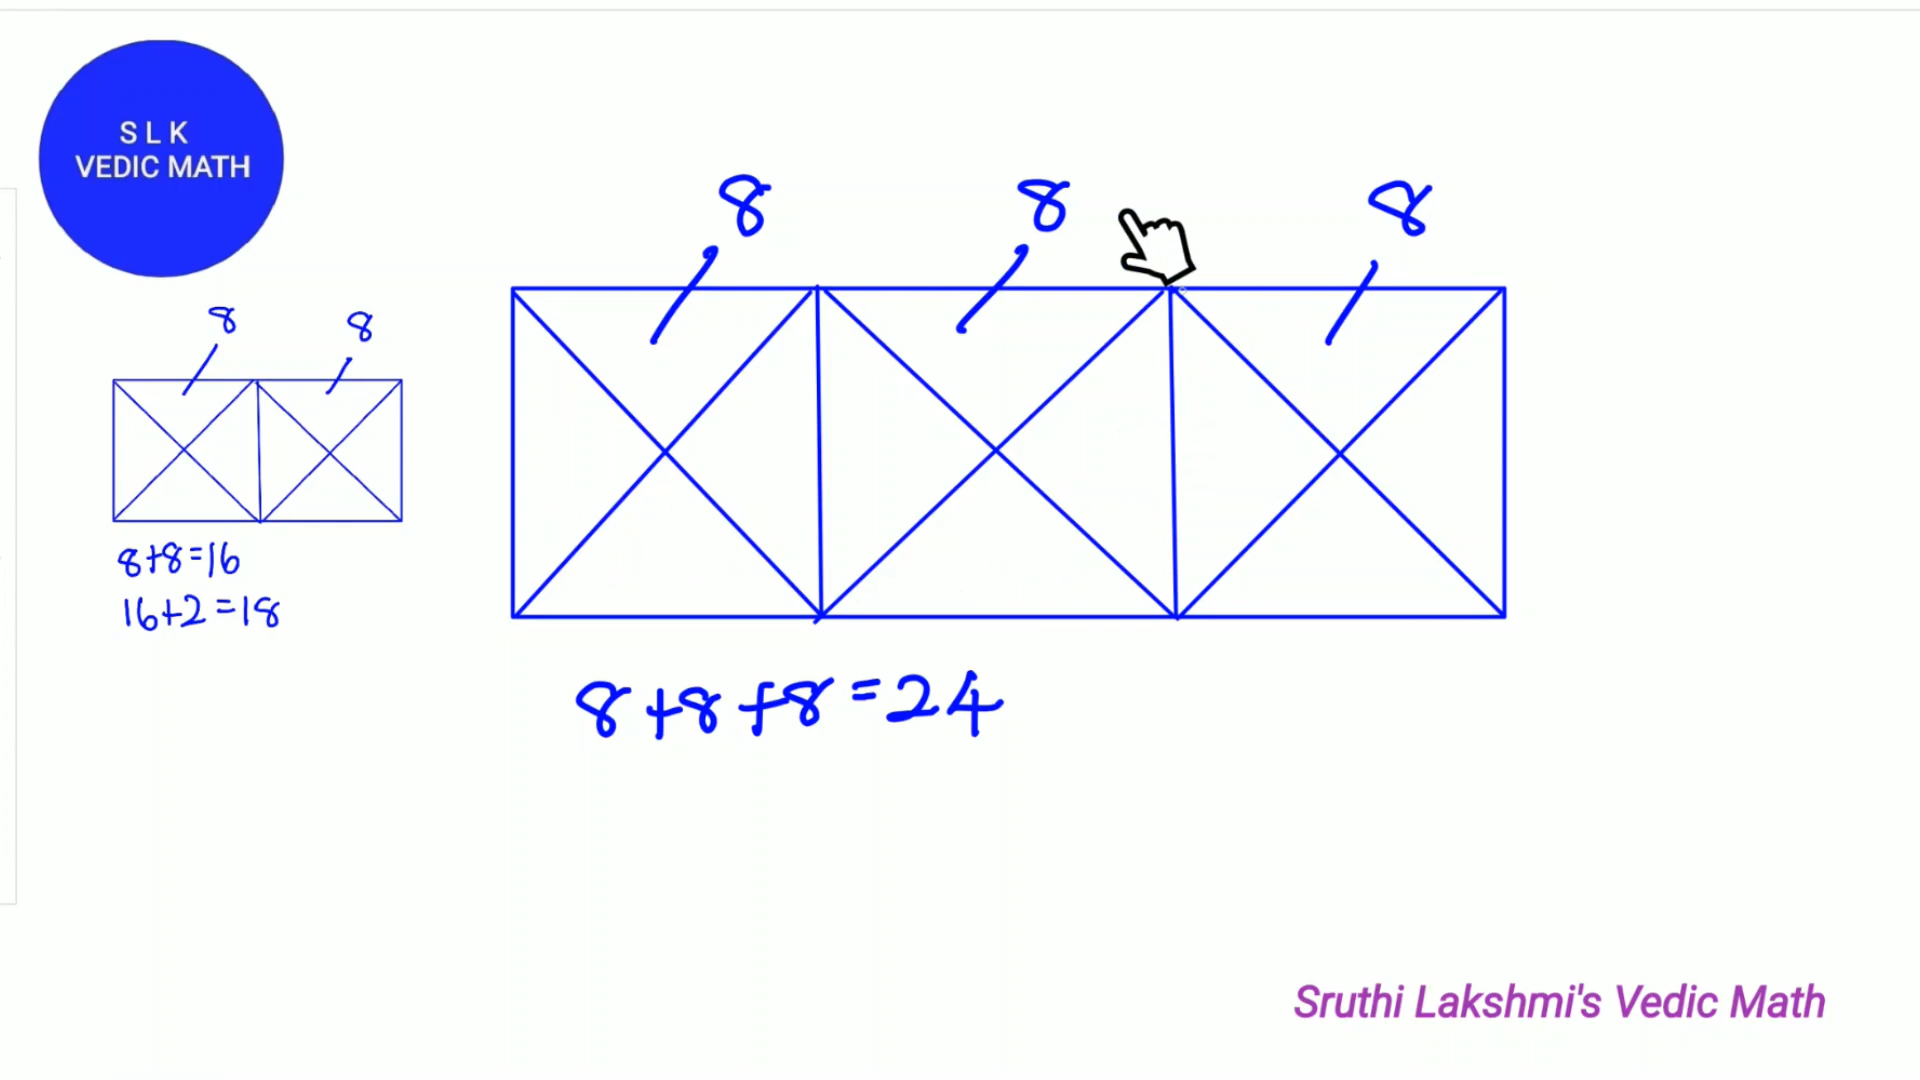 S L K
VEDIC MATH
8 8 8
8 8
8+8=16
16+2=18
8+8+8=24
Sruthi Lakshmi's Vedic Math